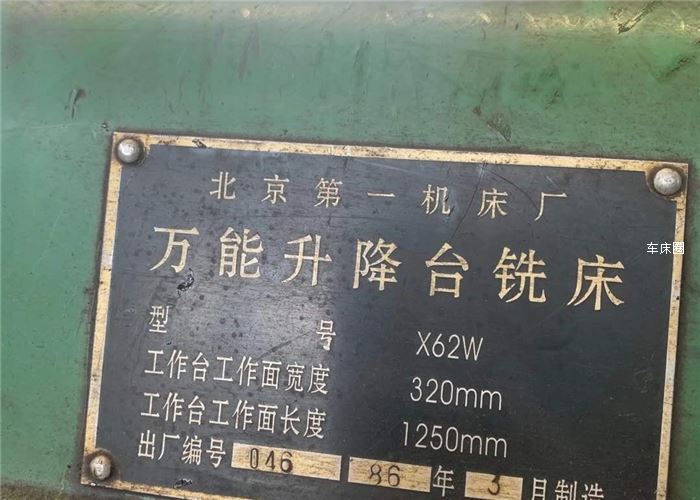 北京第一机床厂
万能升降台铣床
型号 X62W
工作台工作面宽度 320mm
工作台工作面长度 1250mm
出厂编号 046 86年3月制造
车床圈